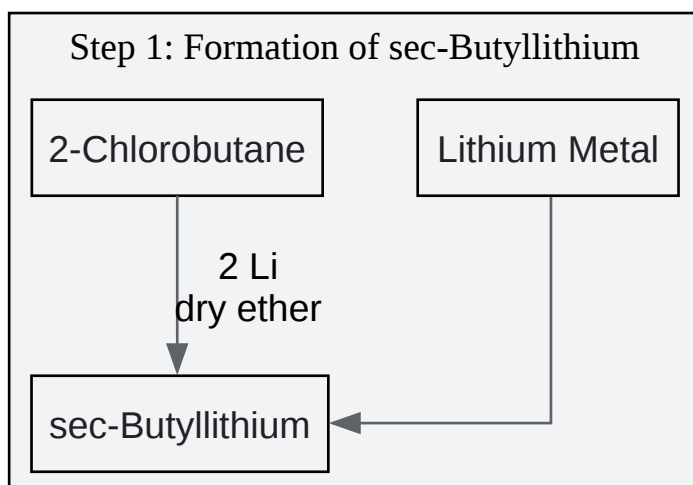 Step 1: Formation of sec-Butyllithium
2-Chlorobutane
Lithium Metal
2 Li
dry ether
sec-Butyllithium